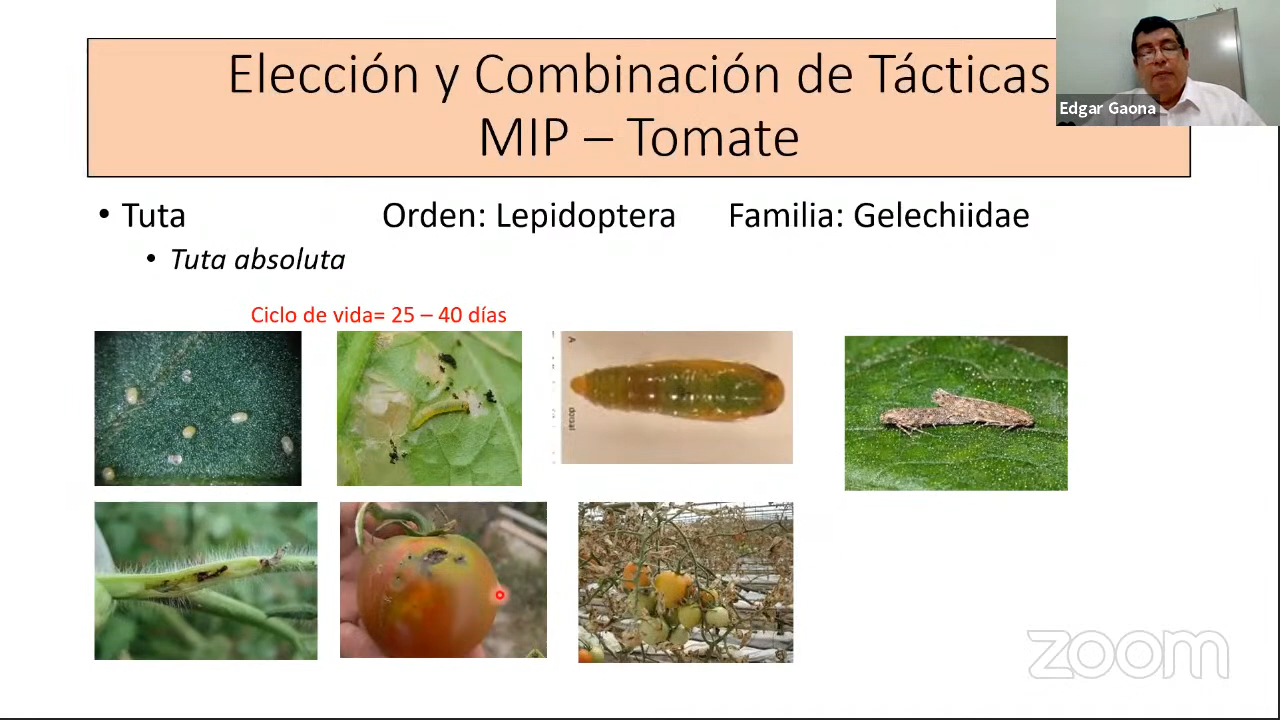 Elección y Combinación de Tácticas
MIP – Tomate
Edgar Gaona
• Tuta Orden: Lepidoptera Familia: Gelechiidae
• Tuta absoluta
Ciclo de vida= 25 – 40 días
A
dorsal
zoom